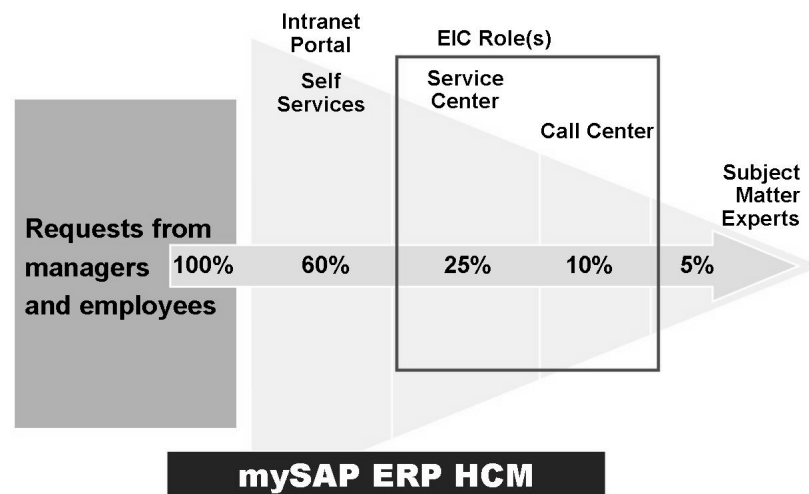 Intranet
Portal
EIC Role(s)
Self
Services
Service
Center
Call Center
Subject
Matter
Experts
Requests from
managers
and employees
100%
60%
25%
10%
5%
mySAP ERP HCM